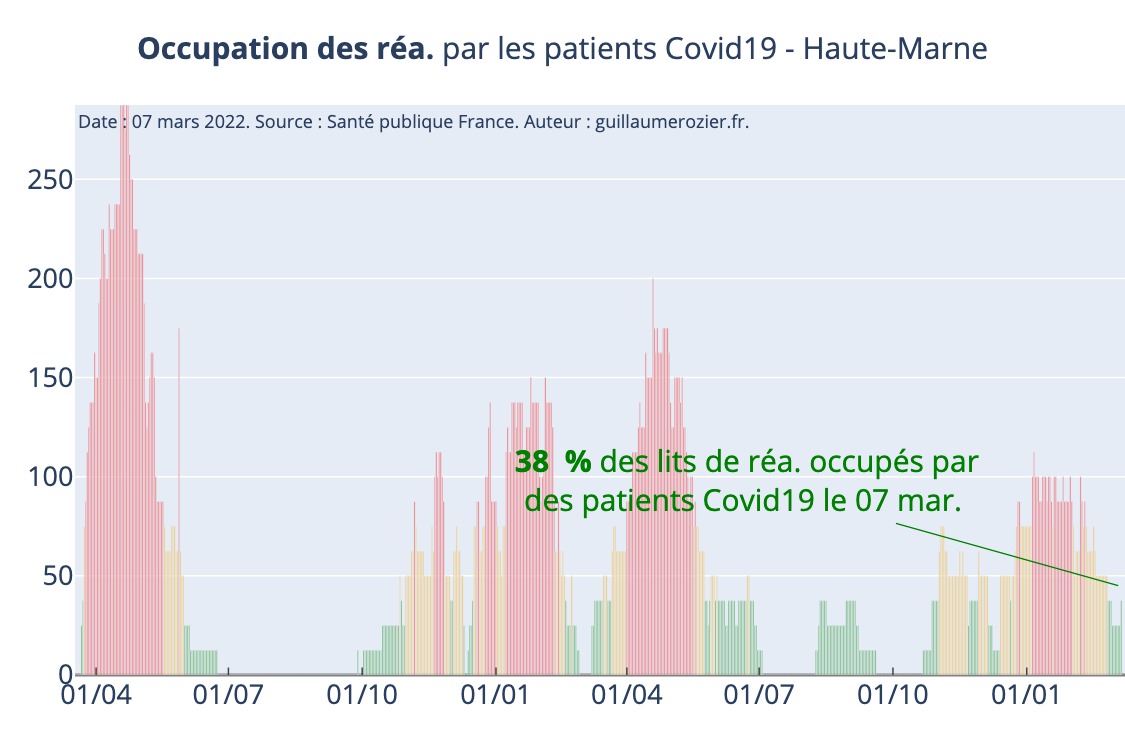 Occupation des réa. par les patients Covid19 - Haute-Marne
Date : 07 mars 2022. Source : Santé publique France. Auteur : guillaumerozier.fr.
250
200
150
100
50
0
38 % des lits de réa. occupés par
des patients Covid19 le 07 mar.
01/04 01/07 01/10 01/01 01/04 01/07 01/10 01/01